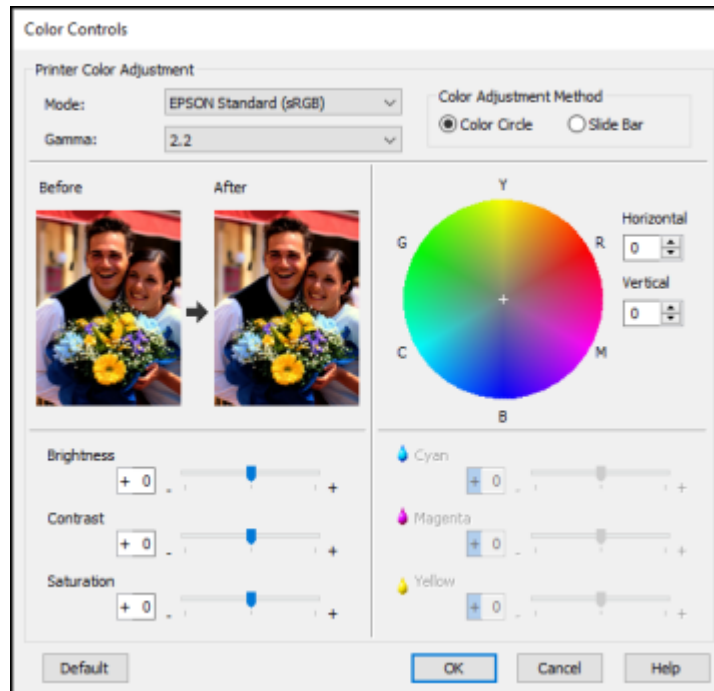 Color Controls
Printer Color Adjustment
Mode: EPSON Standard (sRGB)
Gamma: 2.2
Color Adjustment Method
Color Circle Slide Bar
Before After
Y
G R
C M
B
Horizontal
0
Vertical
0
Brightness
+ 0 - +
Contrast
+ 0 - +
Saturation
+ 0 - +
Cyan
+ 0 - +
Magenta
+ 0 - +
Yellow
+ 0 - +
Default OK Cancel Help